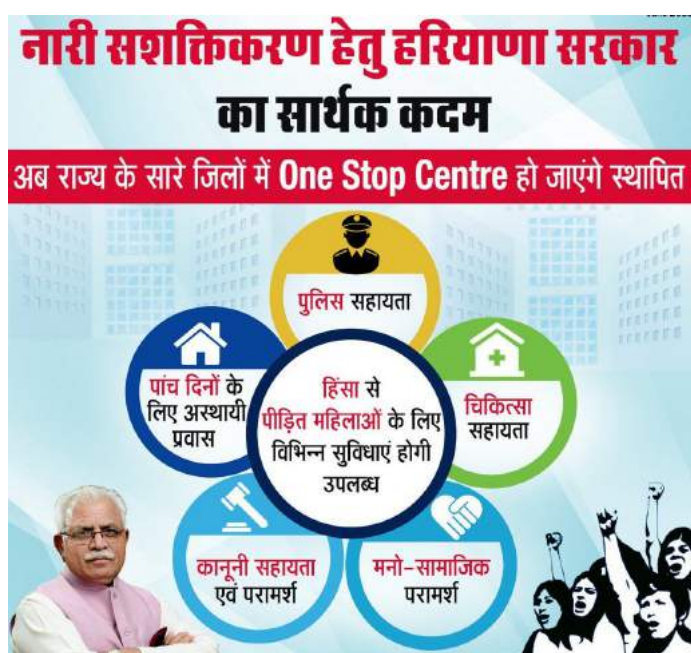 नारी सशक्तिकरण हेतु हरियाणा सरकार
का सार्थक कदम
अब राज्य के सारे जिलों में One Stop Centre हो जाएंगे स्थापित
पुलिस सहायता
पांच दिनों के
लिए अस्थायी
प्रवास
हिंसा से
पीड़ित महिलाओं के लिए
विभिन्न सुविधाएं होगी
उपलब्ध
चिकित्सा
सहायता
कानूनी सहायता
एवं परामर्श
मनो-सामाजिक
परामर्श